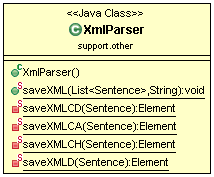 <<Java Class>>
XmlParser
support.other
XmlParser()
saveXML(List<Sentence>,String):void
saveXMLCD(Sentence):Element
saveXMLCA(Sentence):Element
saveXMLCH(Sentence):Element
saveXMLD(Sentence):Element